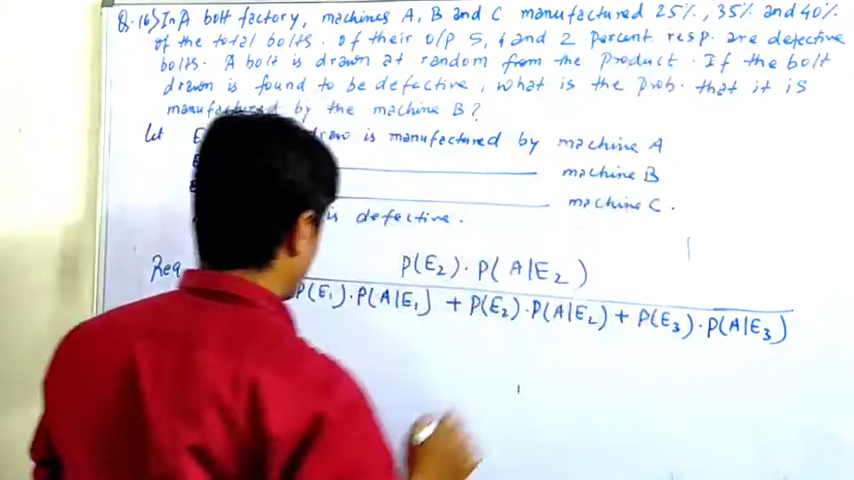 Q.16) In A bolt factory, machines A, B and C manufactured 25%, 35% and 40%
of the total bolts. of their o/p 5, 4 and 2 percent resp. are defective
bolts. A bolt is drawn at random from the product. If the bolt
drawn is found to be defective, what is the prob. that it is
manufactured by the machine B?
let E draw is manufactured by machine A
machine B
machine C.
is defective.
Req
P(E₂). P(A|E₂)
P(E₁).P(A|E₁) + P(E₂).P(A|E₂) + P(E₃).P(A|E₃)